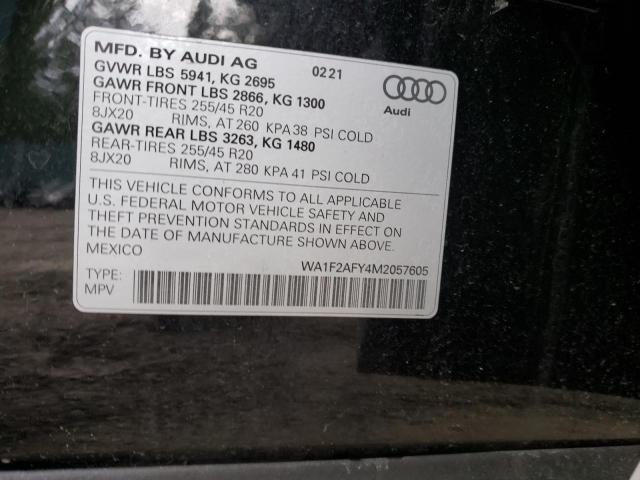 MFD. BY AUDI AG 02 21
GVWR LBS 5941, KG 2695
GAWR FRONT LBS 2866, KG 1300
FRONT-TIRES 255/45 R20
8JX20 RIMS, AT 260 KPA 38 PSI COLD
GAWR REAR LBS 3263, KG 1480
REAR-TIRES 255/45 R20
8JX20 RIMS, AT 280 KPA 41 PSI COLD
Audi
THIS VEHICLE CONFORMS TO ALL APPLICABLE
U.S. FEDERAL MOTOR VEHICLE SAFETY AND
THEFT PREVENTION STANDARDS IN EFFECT ON
THE DATE OF MANUFACTURE SHOWN ABOVE.
MEXICO
WA1F2AFY4M2057605
TYPE:
MPV